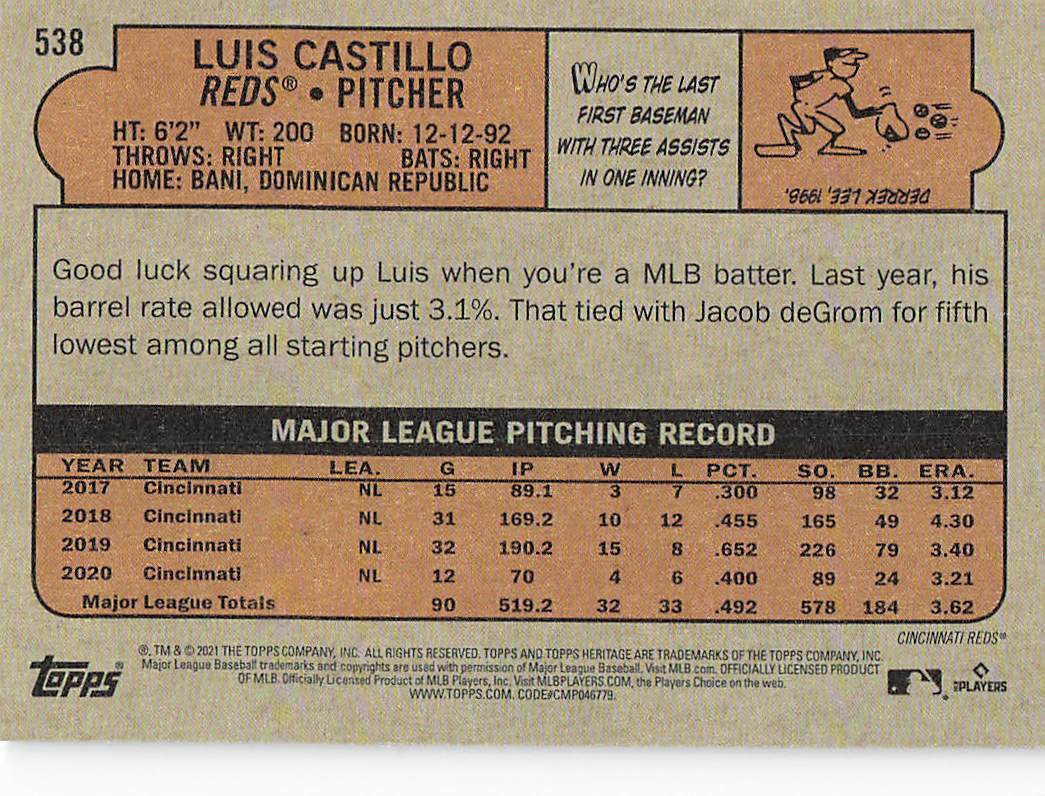 538
LUIS CASTILLO
REDS® • PITCHER
HT: 6'2" WT: 200 BORN: 12-12-92
THROWS: RIGHT BATS: RIGHT
HOME: BANI, DOMINICAN REPUBLIC
WHO'S THE LAST
FIRST BASEMAN
WITH THREE ASSISTS
IN ONE INNING?
DERREK LEE, 1998.
Good luck squaring up Luis when you're a MLB batter. Last year, his
barrel rate allowed was just 3.1%. That tied with Jacob deGrom for fifth
lowest among all starting pitchers.
MAJOR LEAGUE PITCHING RECORD
YEAR TEAM LEA. G IP W L PCT. SO. BB. ERA.
2017 Cincinnati NL 15 89.1 3 7 .300 98 32 3.12
2018 Cincinnati NL 31 169.2 10 12 .455 165 49 4.30
2019 Cincinnati NL 32 190.2 15 8 .652 226 79 3.40
2020 Cincinnati NL 12 70 4 6 .400 89 24 3.21
Major League Totals 90 519.2 32 33 .492 578 184 3.62
CINCINNATI REDS®
®, TM & © 2021 THE TOPPS COMPANY, INC. ALL RIGHTS RESERVED. TOPPS AND TOPPS HERITAGE ARE TRADEMARKS OF THE TOPPS COMPANY, INC.
Major League Baseball trademarks and copyrights are used with permission of Major League Baseball. Visit MLB.com. OFFICIALLY LICENSED PRODUCT
OF MLB. Officially Licensed Product of MLB Players, Inc. Visit MLBPLAYERS.COM, the Players Choice on the web.
WWW.TOPPS.COM. CODE#CMP046779.
topps®
MLB PLAYERS